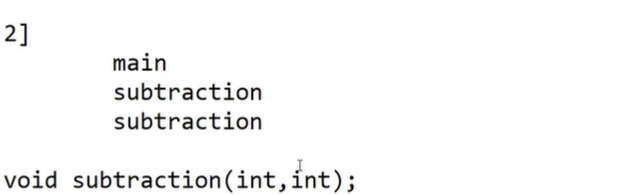 2]
main
subtraction
subtraction
void subtraction(int,int);